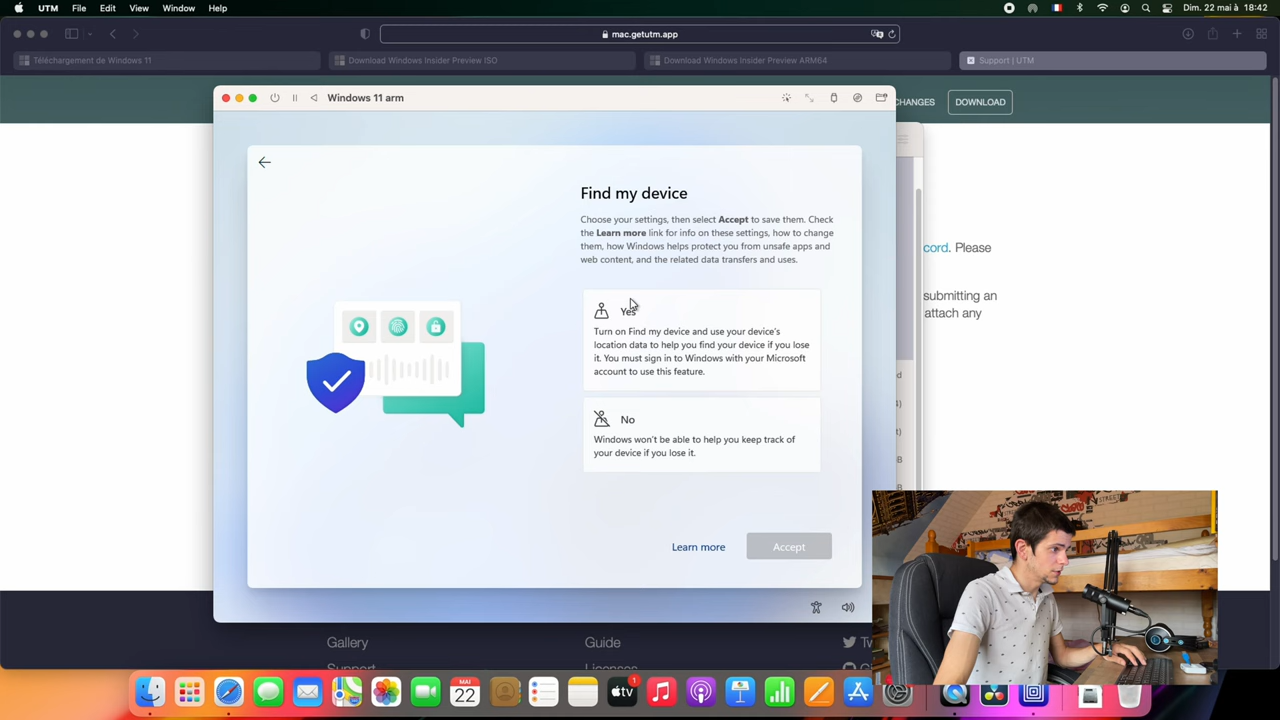 UTM File Edit View Window Help
Dim. 22 mai à 18:42
mac.getutm.app
Téléchargement de Windows 11
Download Windows Insider Preview ISO
Download Windows Insider Preview ARM64
Support | UTM
Windows 11 arm
CHANGES
DOWNLOAD
Find my device
Choose your settings, then select Accept to save them. Check
the Learn more link for info on these settings, how to change
them, how Windows helps protect you from unsafe apps and
web content, and the related data transfers and uses.
cord. Please
submitting an
attach any
Yes
Turn on Find my device and use your device's
location data to help you find your device if you lose
it. You must sign in to Windows with your Microsoft
account to use this feature.
No
Windows won't be able to help you keep track of
your device if you lose it.
Learn more
Accept
Gallery
Guide
Support
Licenses
MAI
22
tv
1